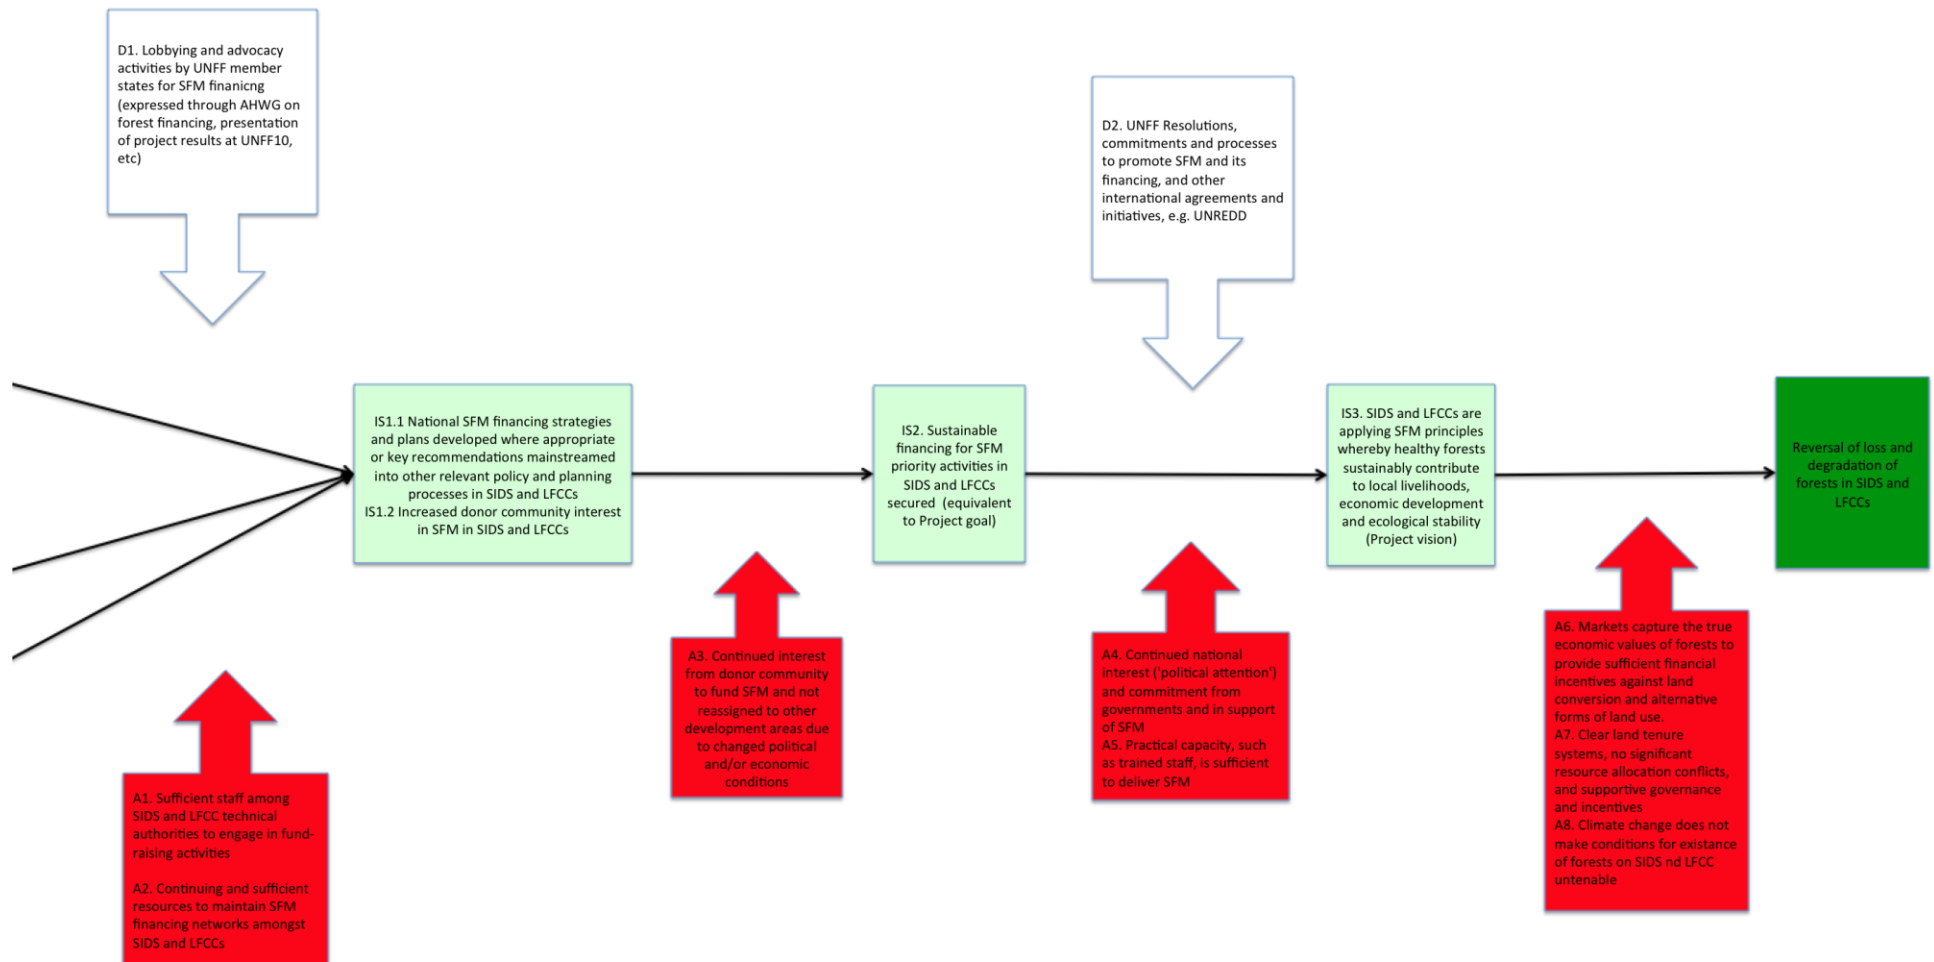 D1. Lobbying and advocacy
activities by UNFF member
states for SFM finanicng
(expressed through AHWG on
forest financing, presentation
of project results at UNFF10,
etc)
D2. UNFF Resolutions,
commitments and processes
to promote SFM and its
financing, and other
international agreements and
initiatives, e.g. UNREDD
IS1.1 National SFM financing strategies
and plans developed where appropriate
or key recommendations mainstreamed
into other relevant policy and planning
processes in SIDS and LFCCs
IS1.2 Increased donor community interest
in SFM in SIDS and LFCCs
IS2. Sustainable
financing for SFM
priority activities in
SIDS and LFCCs
secured (equivalent
to Project goal)
IS3. SIDS and LFCCs are
applying SFM principles
whereby healthy forests
sustainably contribute
to local livelihoods,
economic development
and ecological stability
(Project vision)
Reversal of loss and
degradation of
forests in SIDS and
LFCCs
A1. Sufficient staff among
SIDS and LFCC technical
authorities to engage in fund-
raising activities
A2. Continuing and sufficient
resources to maintain SFM
financing networks amongst
SIDS and LFCCs
A3. Continued interest
from donor community
to fund SFM and not
reassigned to other
development areas due
to changed political
and/or economic
conditions
A4. Continued national
interest ('political attention')
and commitment from
governments and in support
of SFM
A5. Practical capacity, such
as trained staff, is sufficient
to deliver SFM
A6. Markets capture the true
economic values of forests to
provide sufficient financial
incentives against land
conversion and alternative
forms of land use.
A7. Clear land tenure
systems, no significant
resource allocation conflicts,
and supportive governance
and incentives
A8. Climate change does not
make conditions for existance
of forests on SIDS nd LFCC
untenable